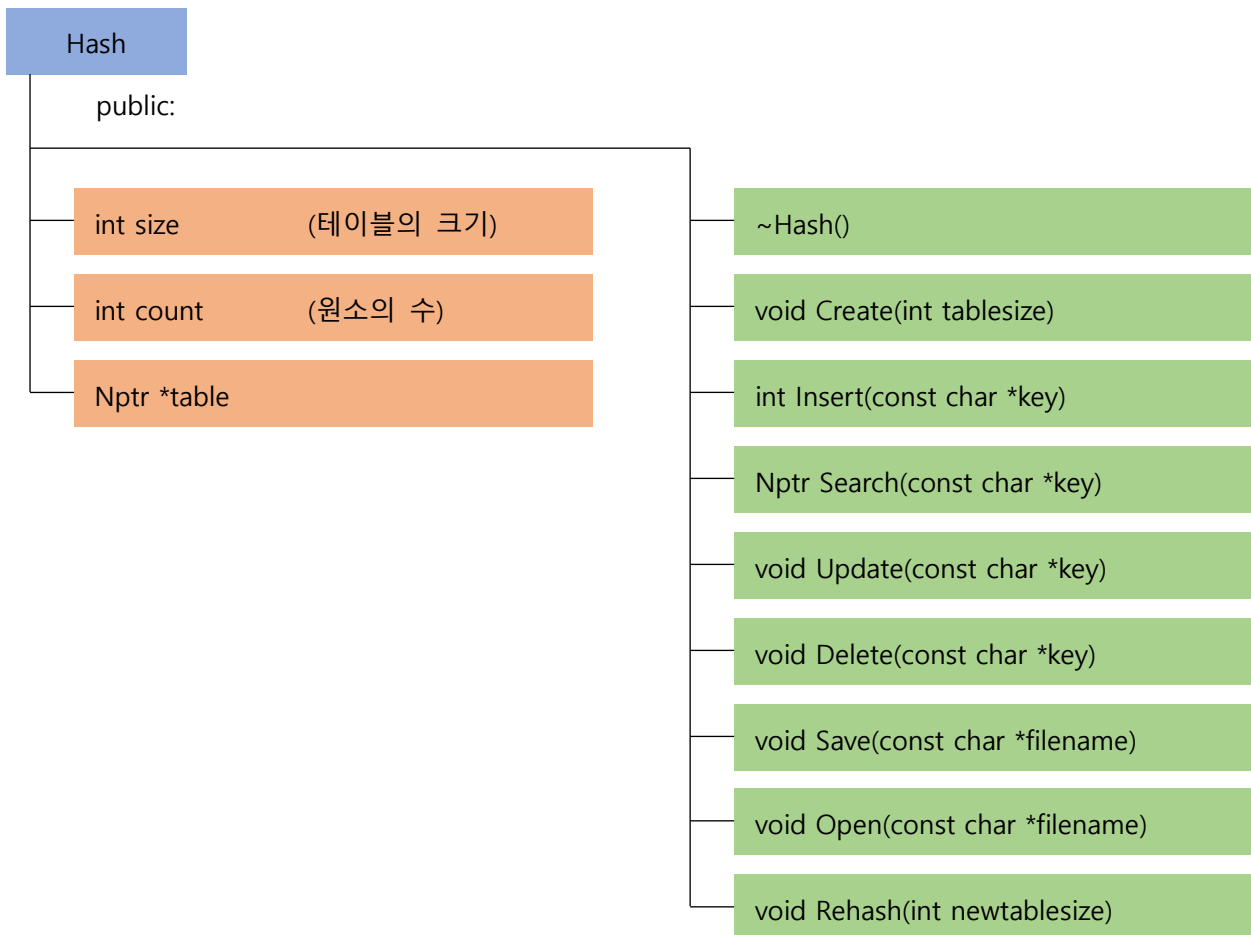 Hash
public:
int size (테이블의 크기)
int count (원소의 수)
Nptr *table
~Hash()
void Create(int tablesize)
int Insert(const char *key)
Nptr Search(const char *key)
void Update(const char *key)
void Delete(const char *key)
void Save(const char *filename)
void Open(const char *filename)
void Rehash(int newtablesize)